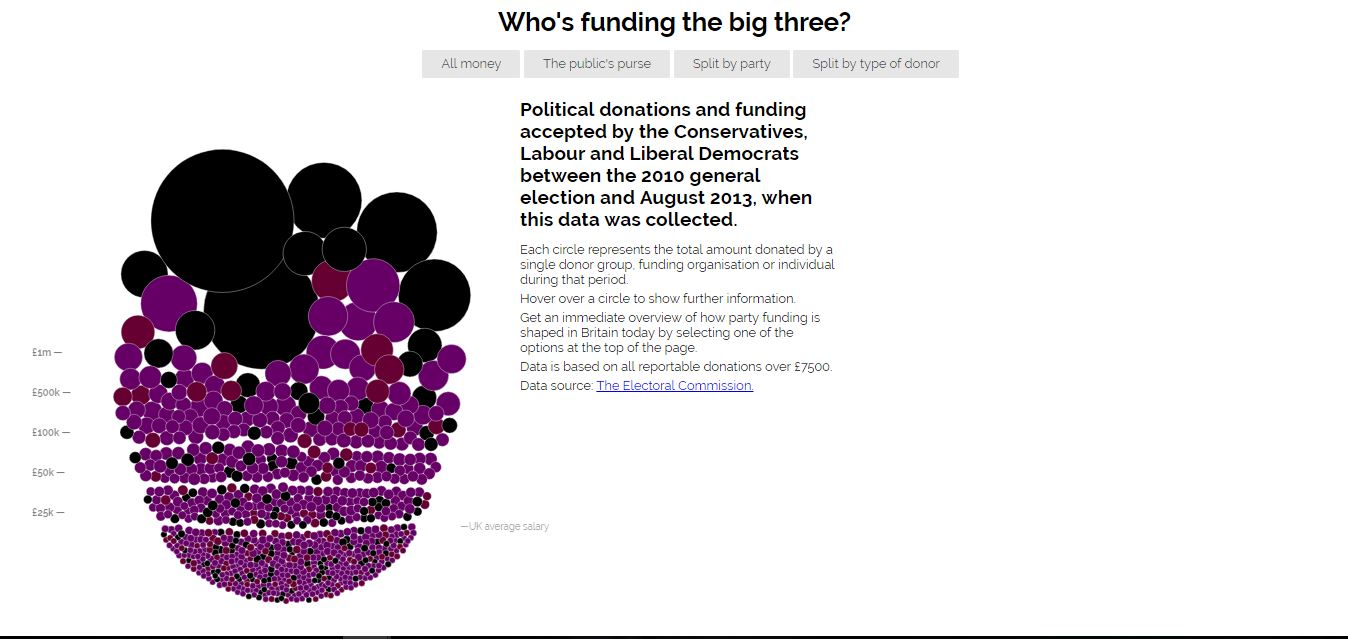 Who's funding the big three?
All money
The public's purse
Split by party
Split by type of donor
Political donations and funding
accepted by the Conservatives,
Labour and Liberal Democrats
between the 2010 general
election and August 2013, when
this data was collected.
Each circle represents the total amount donated by a
single donor group, funding organisation or individual
during that period.
Hover over a circle to show further information.
Get an immediate overview of how party funding is
shaped in Britain today by selecting one of the
options at the top of the page.
Data is based on all reportable donations over £7500.
Data source: The Electoral Commission.
£1m —
£500k —
£100k —
£50k —
£25k —
—UK average salary